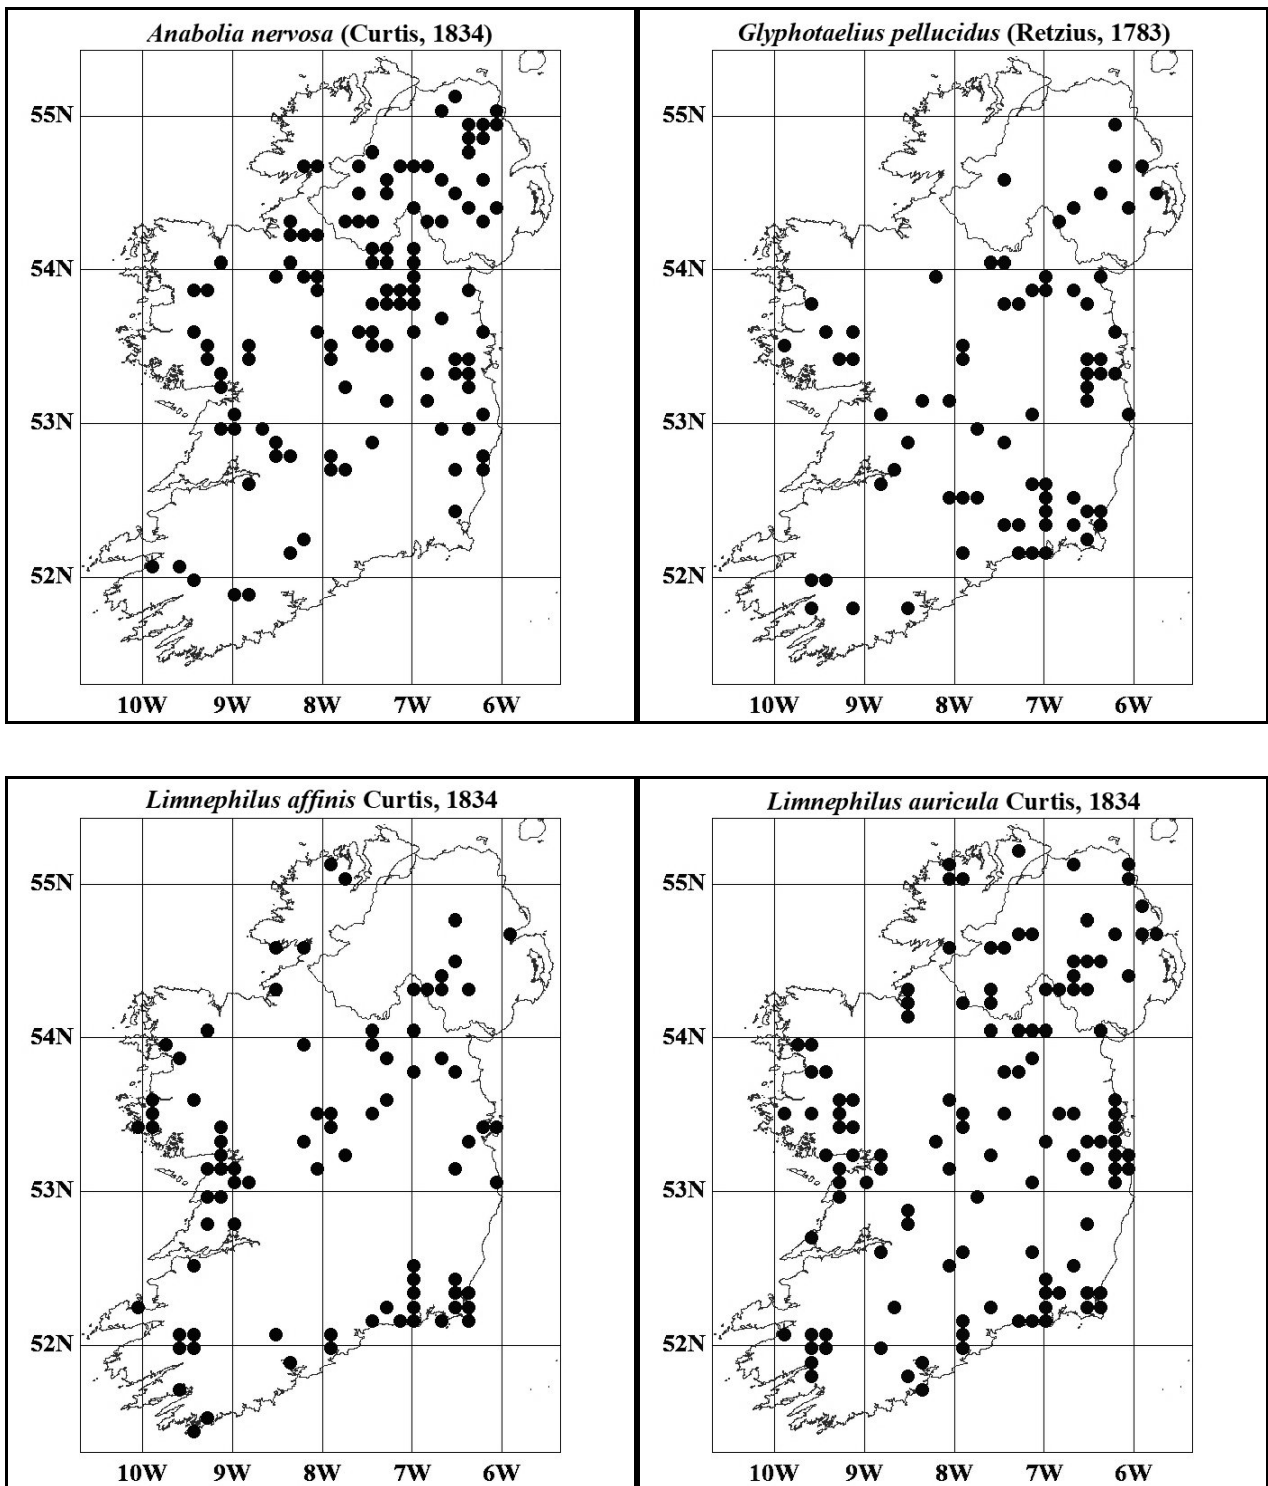 Anabolia nervosa (Curtis, 1834)
55N
54N
53N
52N
10W 9W 8W 7W 6W
Glyphotaelius pellucidus (Retzius, 1783)
55N
54N
53N
52N
10W 9W 8W 7W 6W
Limnephilus affinis Curtis, 1834
55N
54N
53N
52N
10W 9W 8W 7W 6W
Limnephilus auricula Curtis, 1834
55N
54N
53N
52N
10W 9W 8W 7W 6W